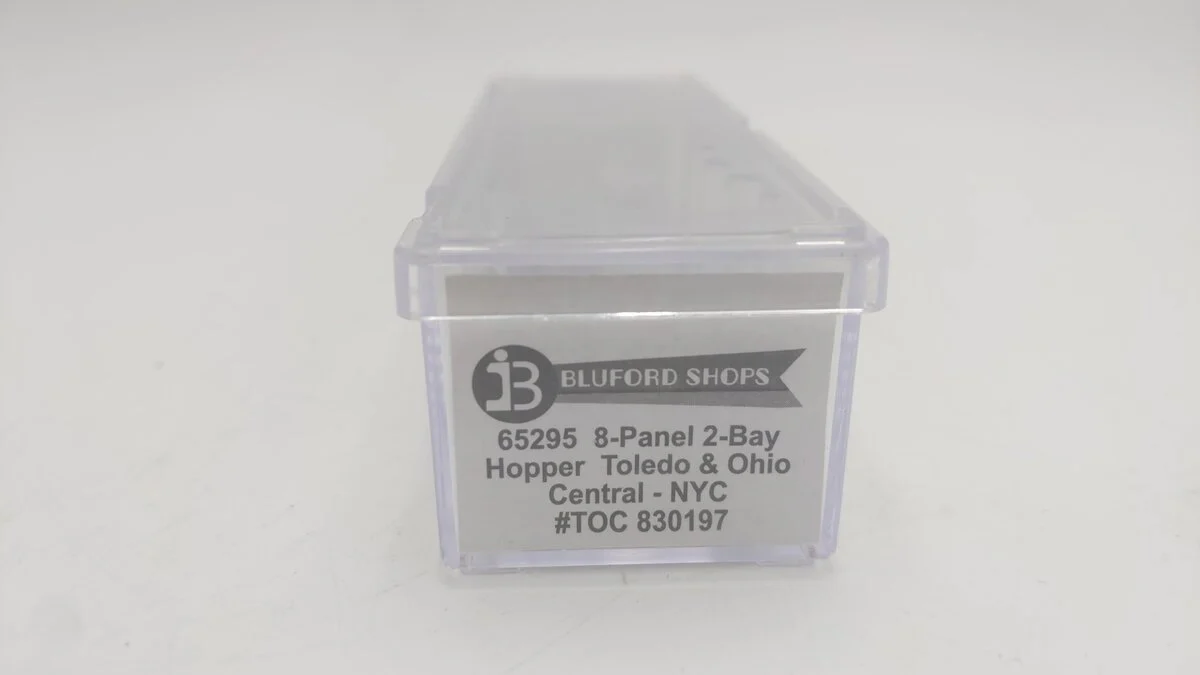 BLUFORD SHOPS
65295 8-Panel 2-Bay
Hopper Toledo & Ohio
Central - NYC
#TOC 830197